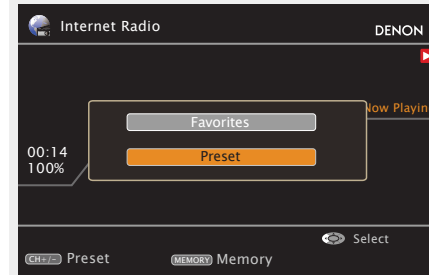 Internet Radio
DENON
Now Playin
Favorites
Preset
00:14
100%
Select
CH+/- Preset
MEMORY Memory